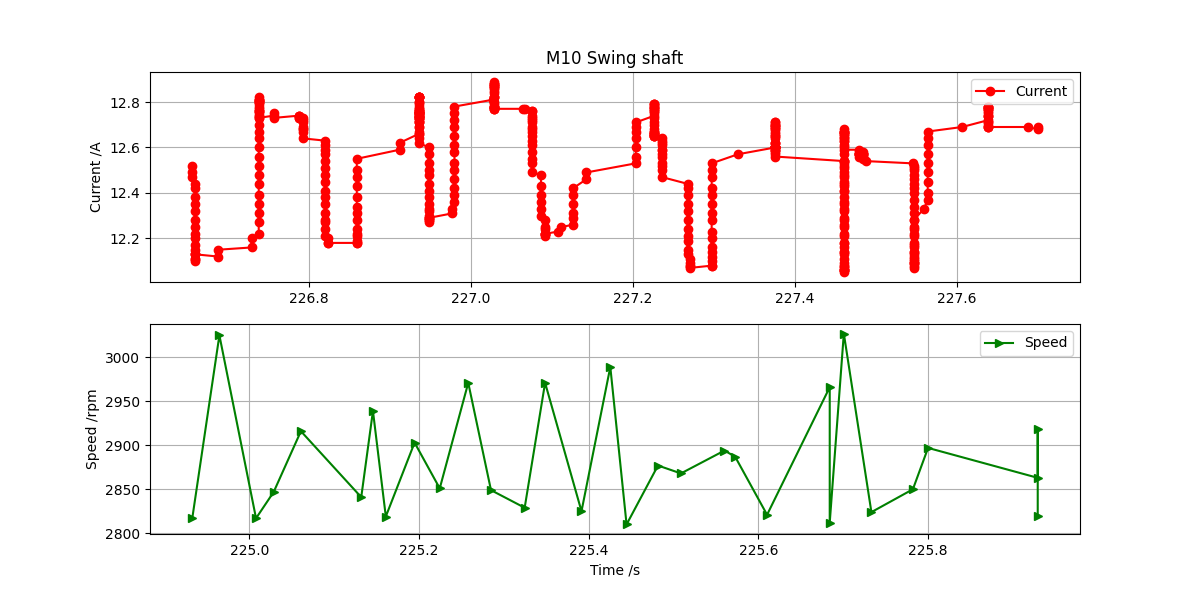 M10 Swing shaft
Current
Current /A
12.8
12.6
12.4
12.2
226.8 227.0 227.2 227.4 227.6
Speed
Speed /rpm
3000
2950
2900
2850
2800
225.0 225.2 225.4 225.6 225.8
Time /s